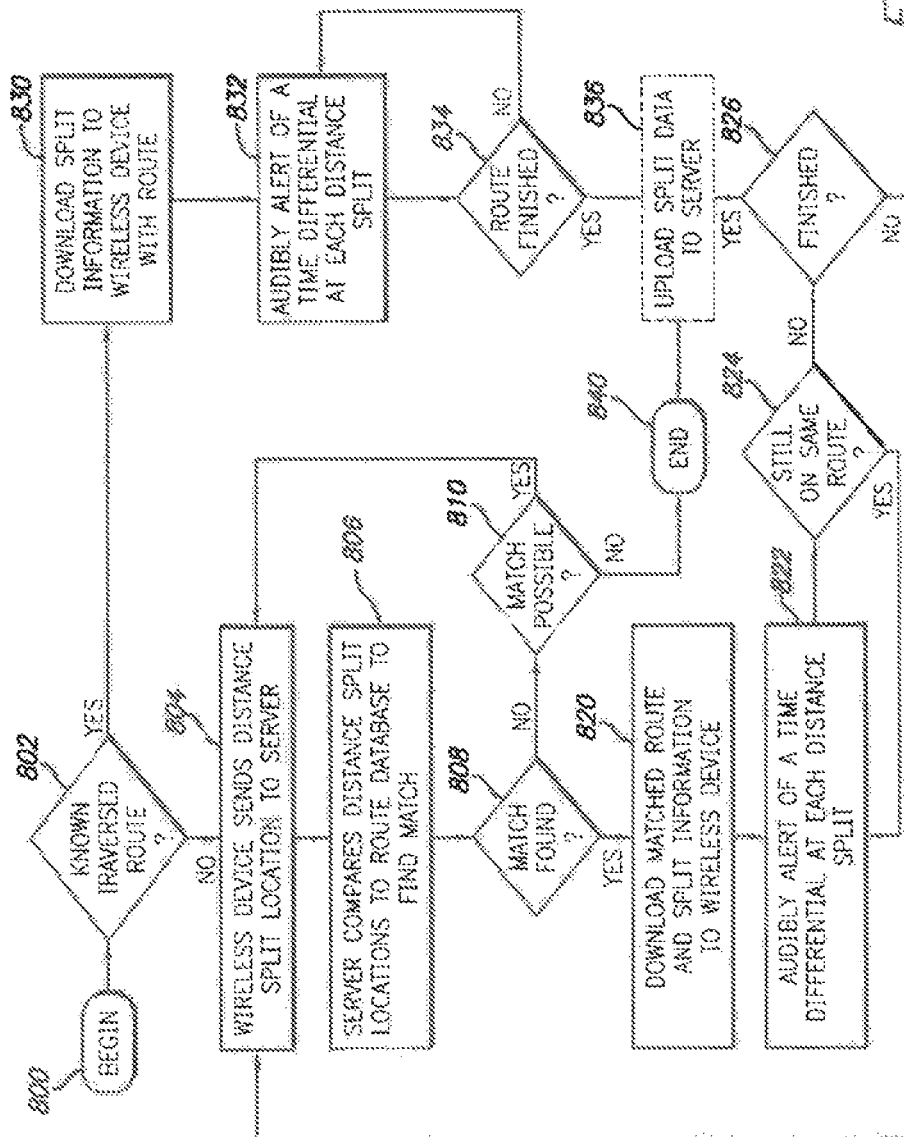 800
BEGIN
802
KNOWN
TRAVERSED
ROUTE
?
YES
NO
830
DOWNLOAD SPLIT
INFORMATION TO
WIRELESS DEVICE
WITH ROUTE
804
WIRELESS DEVICE SENDS DISTANCE
SPLIT LOCATION TO SERVER
832
AUDIBLY ALERT OF A
TIME DIFFERENTIAL
AT EACH DISTANCE
SPLIT
806
SERVER COMPARES DISTANCE SPLIT
LOCATIONS TO ROUTE DATABASE TO
FIND MATCH
834
ROUTE
FINISHED
?
NO
YES
808
MATCH
FOUND
?
NO
YES
810
MATCH
POSSIBLE
?
YES
NO
840
END
836
UPLOAD SPLIT DATA
TO SERVER
820
DOWNLOAD MATCHED ROUTE
AND SPLIT INFORMATION
TO WIRELESS DEVICE
822
AUDIBLY ALERT OF A TIME
DIFFERENTIAL AT EACH DISTANCE
SPLIT
824
STILL
ON SAME
ROUTE
?
YES
NO
826
FINISHED
?
YES
NO